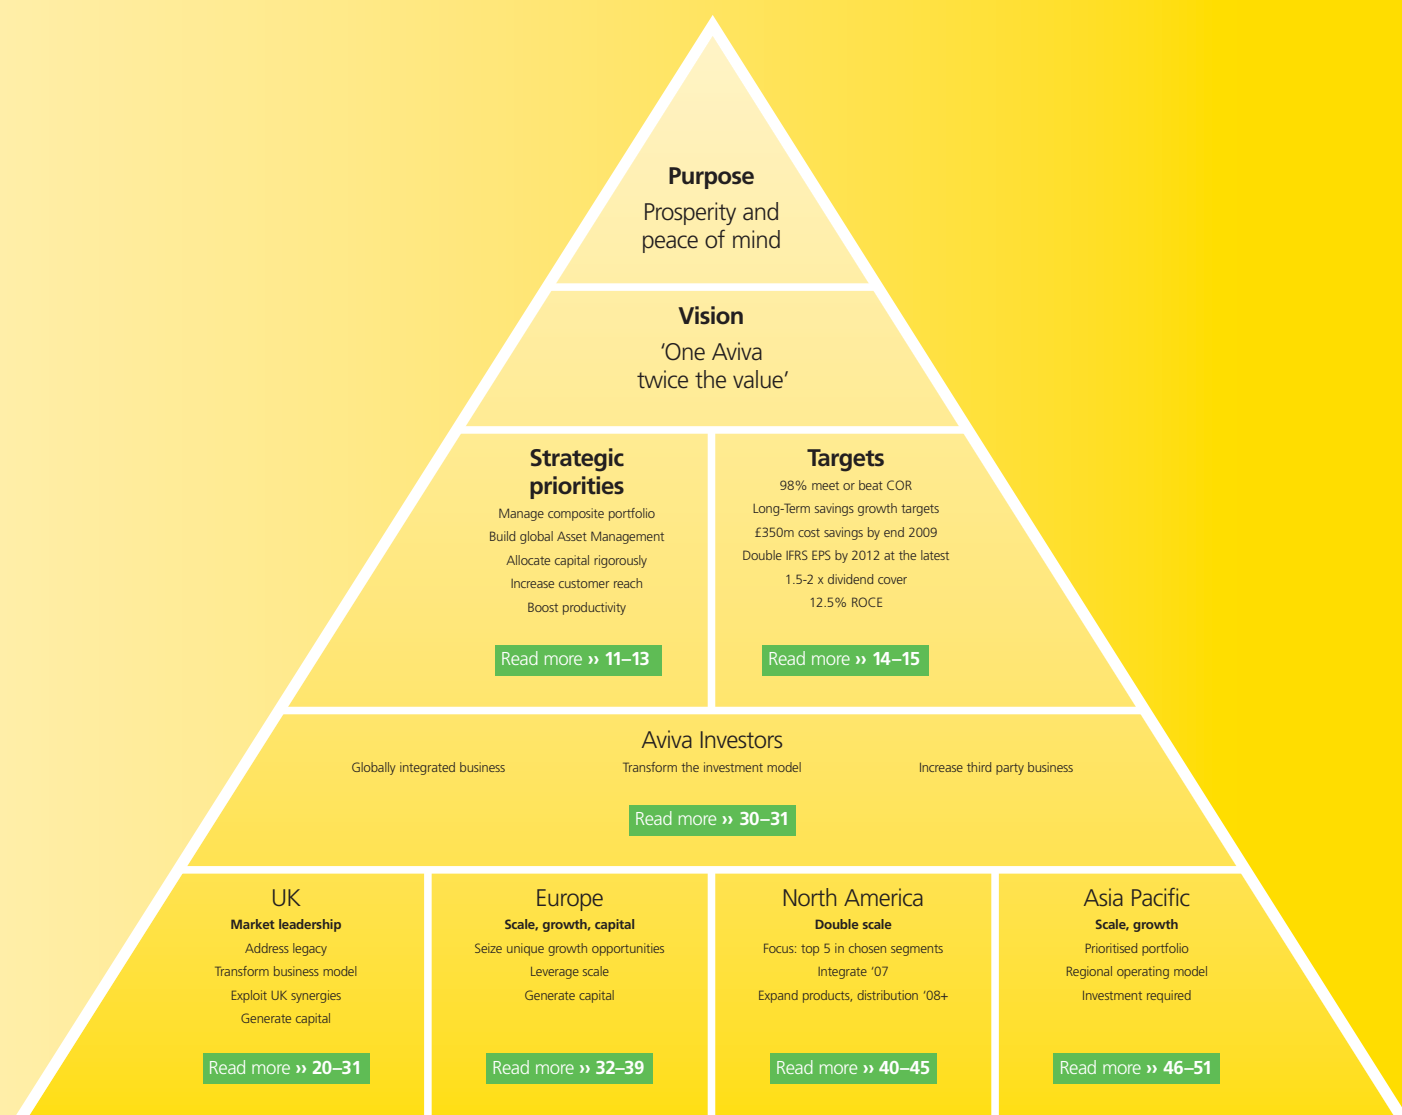 Purpose
Prosperity and
peace of mind
Vision
‘One Aviva
twice the value’
Strategic
priorities
Manage composite portfolio
Build global Asset Management
Allocate capital rigorously
Increase customer reach
Boost productivity
Read more ›› 11–13
Targets
98% meet or beat COR
Long-Term savings growth targets
£350m cost savings by end 2009
Double IFRS EPS by 2012 at the latest
1.5-2 x dividend cover
12.5% ROCE
Read more ›› 14–15
Aviva Investors
Globally integrated business
Transform the investment model
Increase third party business
Read more ›› 30–31
UK
Market leadership
Address legacy
Transform business model
Exploit UK synergies
Generate capital
Read more ›› 20–31
Europe
Scale, growth, capital
Seize unique growth opportunities
Leverage scale
Generate capital
Read more ›› 32–39
North America
Double scale
Focus: top 5 in chosen segments
Integrate ’07
Expand products, distribution ’08+
Read more ›› 40–45
Asia Pacific
Scale, growth
Prioritised portfolio
Regional operating model
Investment required
Read more ›› 46–51